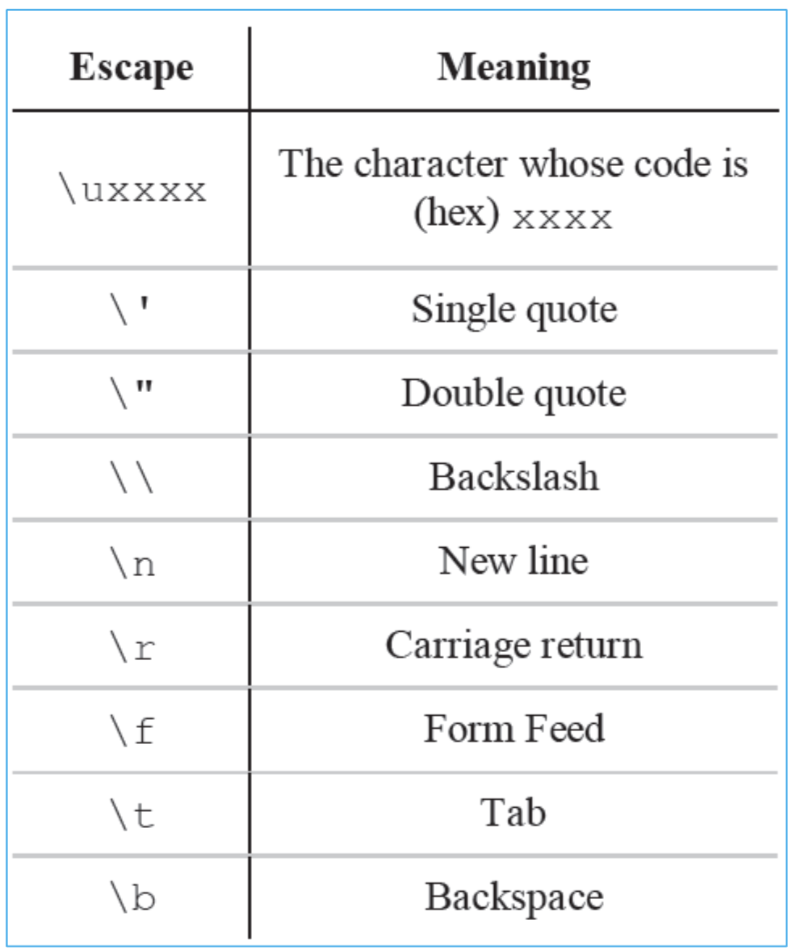 Escape Meaning
\uxxxx The character whose code is
(hex) xxxx
\' Single quote
\" Double quote
\\ Backslash
\n New line
\r Carriage return
\f Form Feed
\t Tab
\b Backspace